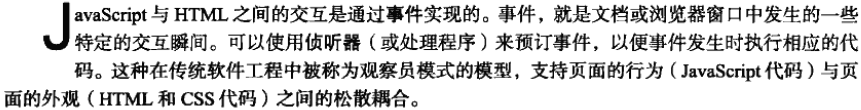 JavaScript 与 HTML 之间的交互是通过事件实现的。事件，就是文档或浏览器窗口中发生的一些
特定的交互瞬间。可以使用侦听器（或处理程序）来预订事件，以便事件发生时执行相应的代
码。这种在传统软件工程中被称为观察员模式的模型，支持页面的行为（JavaScript 代码）与页
面的外观（HTML 和 CSS 代码）之间的松散耦合。